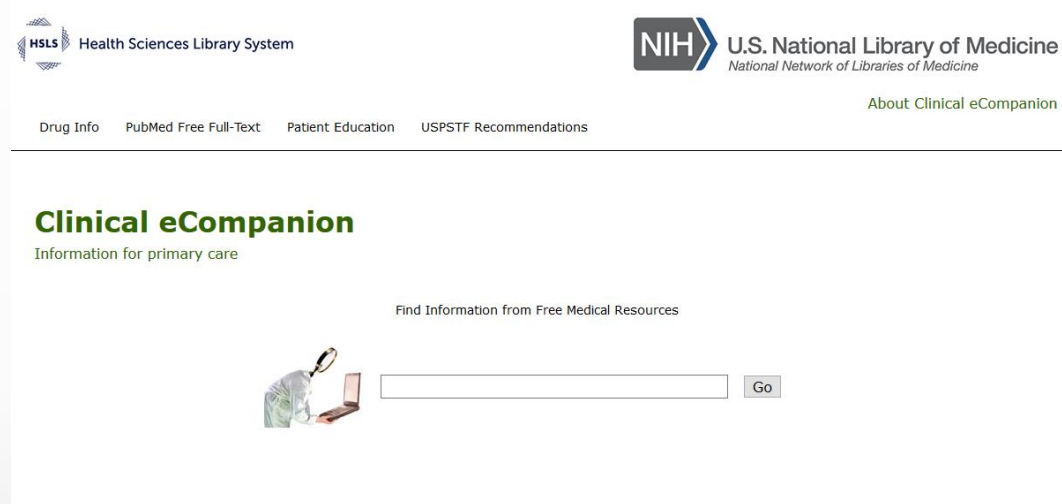 HSLS Health Sciences Library System
NIH U.S. National Library of Medicine
National Network of Libraries of Medicine
About Clinical eCompanion
Drug Info PubMed Free Full-Text Patient Education USPSTF Recommendations
Clinical eCompanion
Information for primary care
Find Information from Free Medical Resources
Go